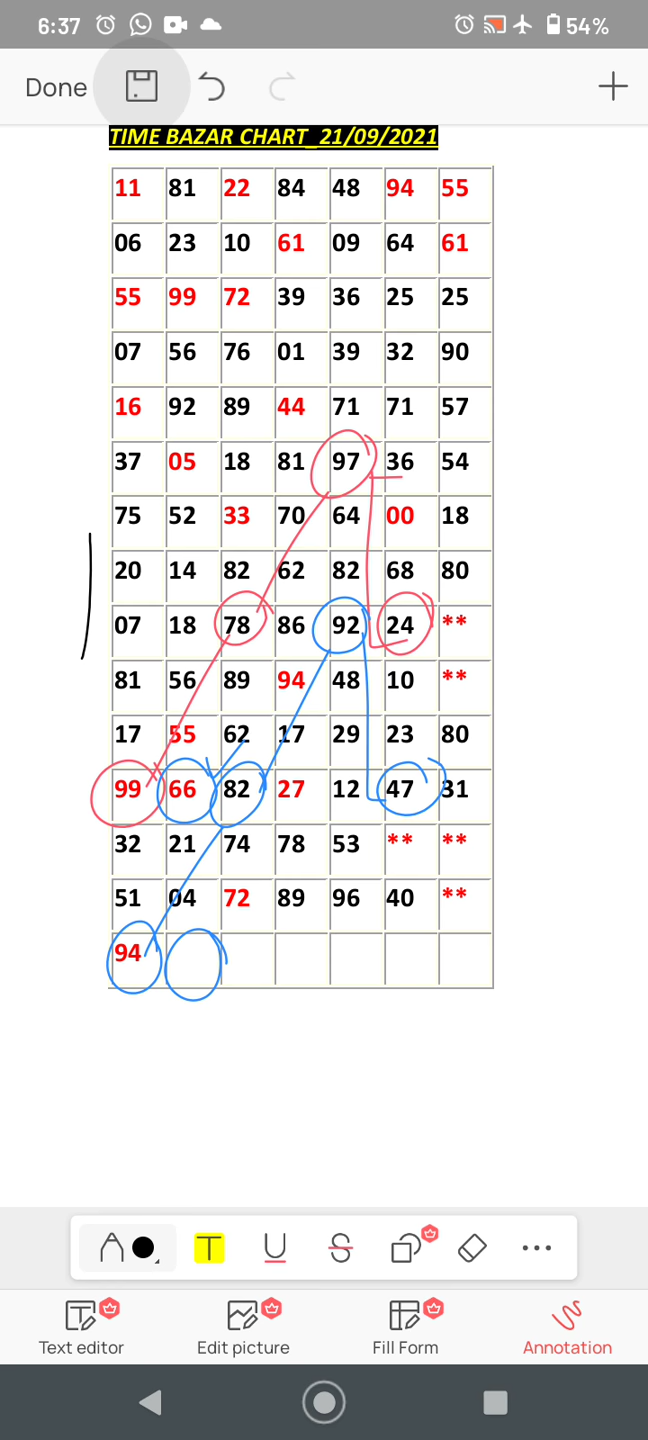 6:37 54%
Done
TIME BAZAR CHART_21/09/2021
11 81 22 84 48 94 55
06 23 10 61 09 64 61
55 99 72 39 36 25 25
07 56 76 01 39 32 90
16 92 89 44 71 71 57
37 05 18 81 97 36 54
75 52 33 70 64 00 18
20 14 82 62 82 68 80
07 18 78 86 92 24 **
81 56 89 94 48 10 **
17 55 62 17 29 23 80
99 66 82 27 12 47 31
32 21 74 78 53 ** **
51 04 72 89 96 40 **
94
T U S
Text editor Edit picture Fill Form Annotation